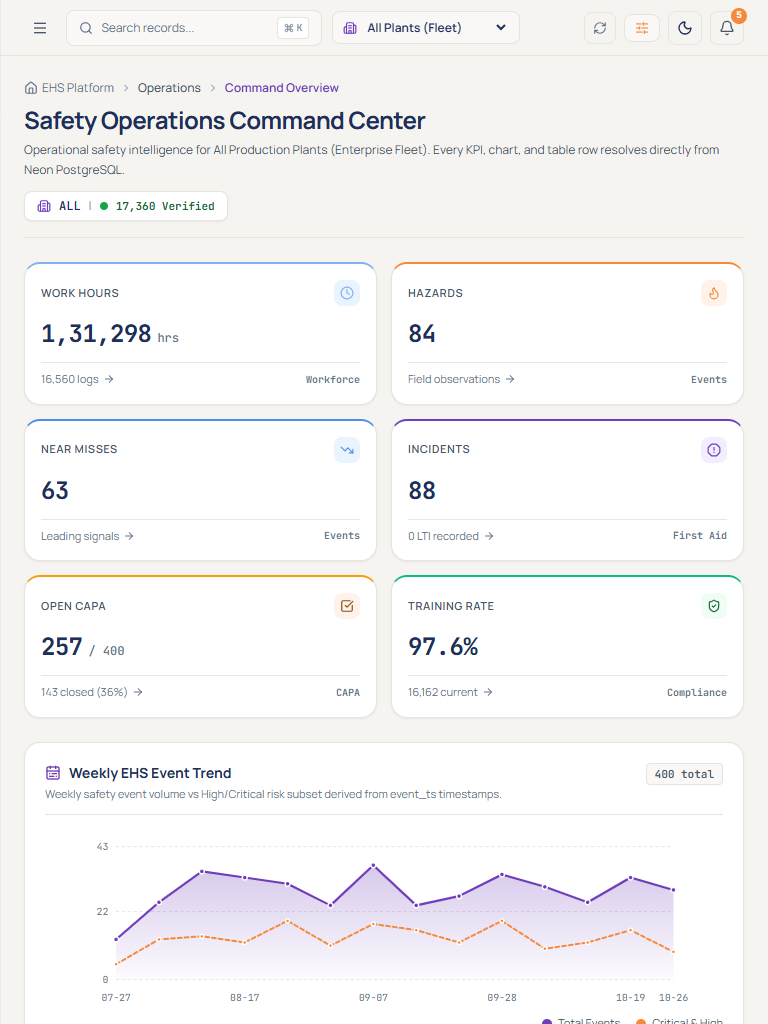 Search records...
⌘ K
All Plants (Fleet)
5
EHS Platform > Operations > Command Overview
Safety Operations Command Center
Operational safety intelligence for All Production Plants (Enterprise Fleet). Every KPI, chart, and table row resolves directly from
Neon PostgreSQL.
ALL | 17,360 Verified
WORK HOURS
1,31,298 hrs
16,560 logs →
Workforce
HAZARDS
84
Field observations →
Events
NEAR MISSES
63
Leading signals →
Events
INCIDENTS
88
0 LTI recorded →
First Aid
OPEN CAPA
257 / 400
143 closed (36%) →
CAPA
TRAINING RATE
97.6%
16,162 current →
Compliance
Weekly EHS Event Trend
400 total
Weekly safety event volume vs High/Critical risk subset derived from event_ts timestamps.
43
22
0
07-27 08-17 09-07 09-28 10-19 10-26
Total Events Critical & High